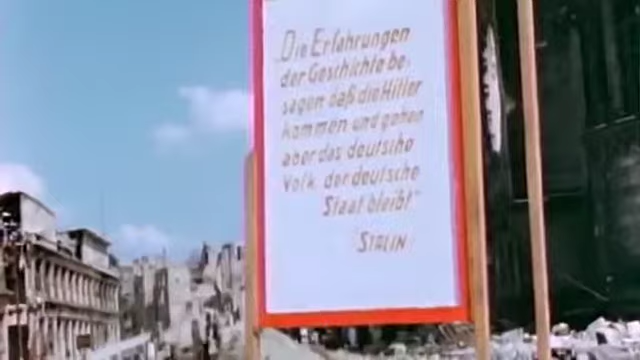 „Die Erfahrungen
der Geschichte be-
sagen daß die Hitler
kommen und gehen
aber das deutsche
Volk der deutsche
Staat bleibt"
STALIN